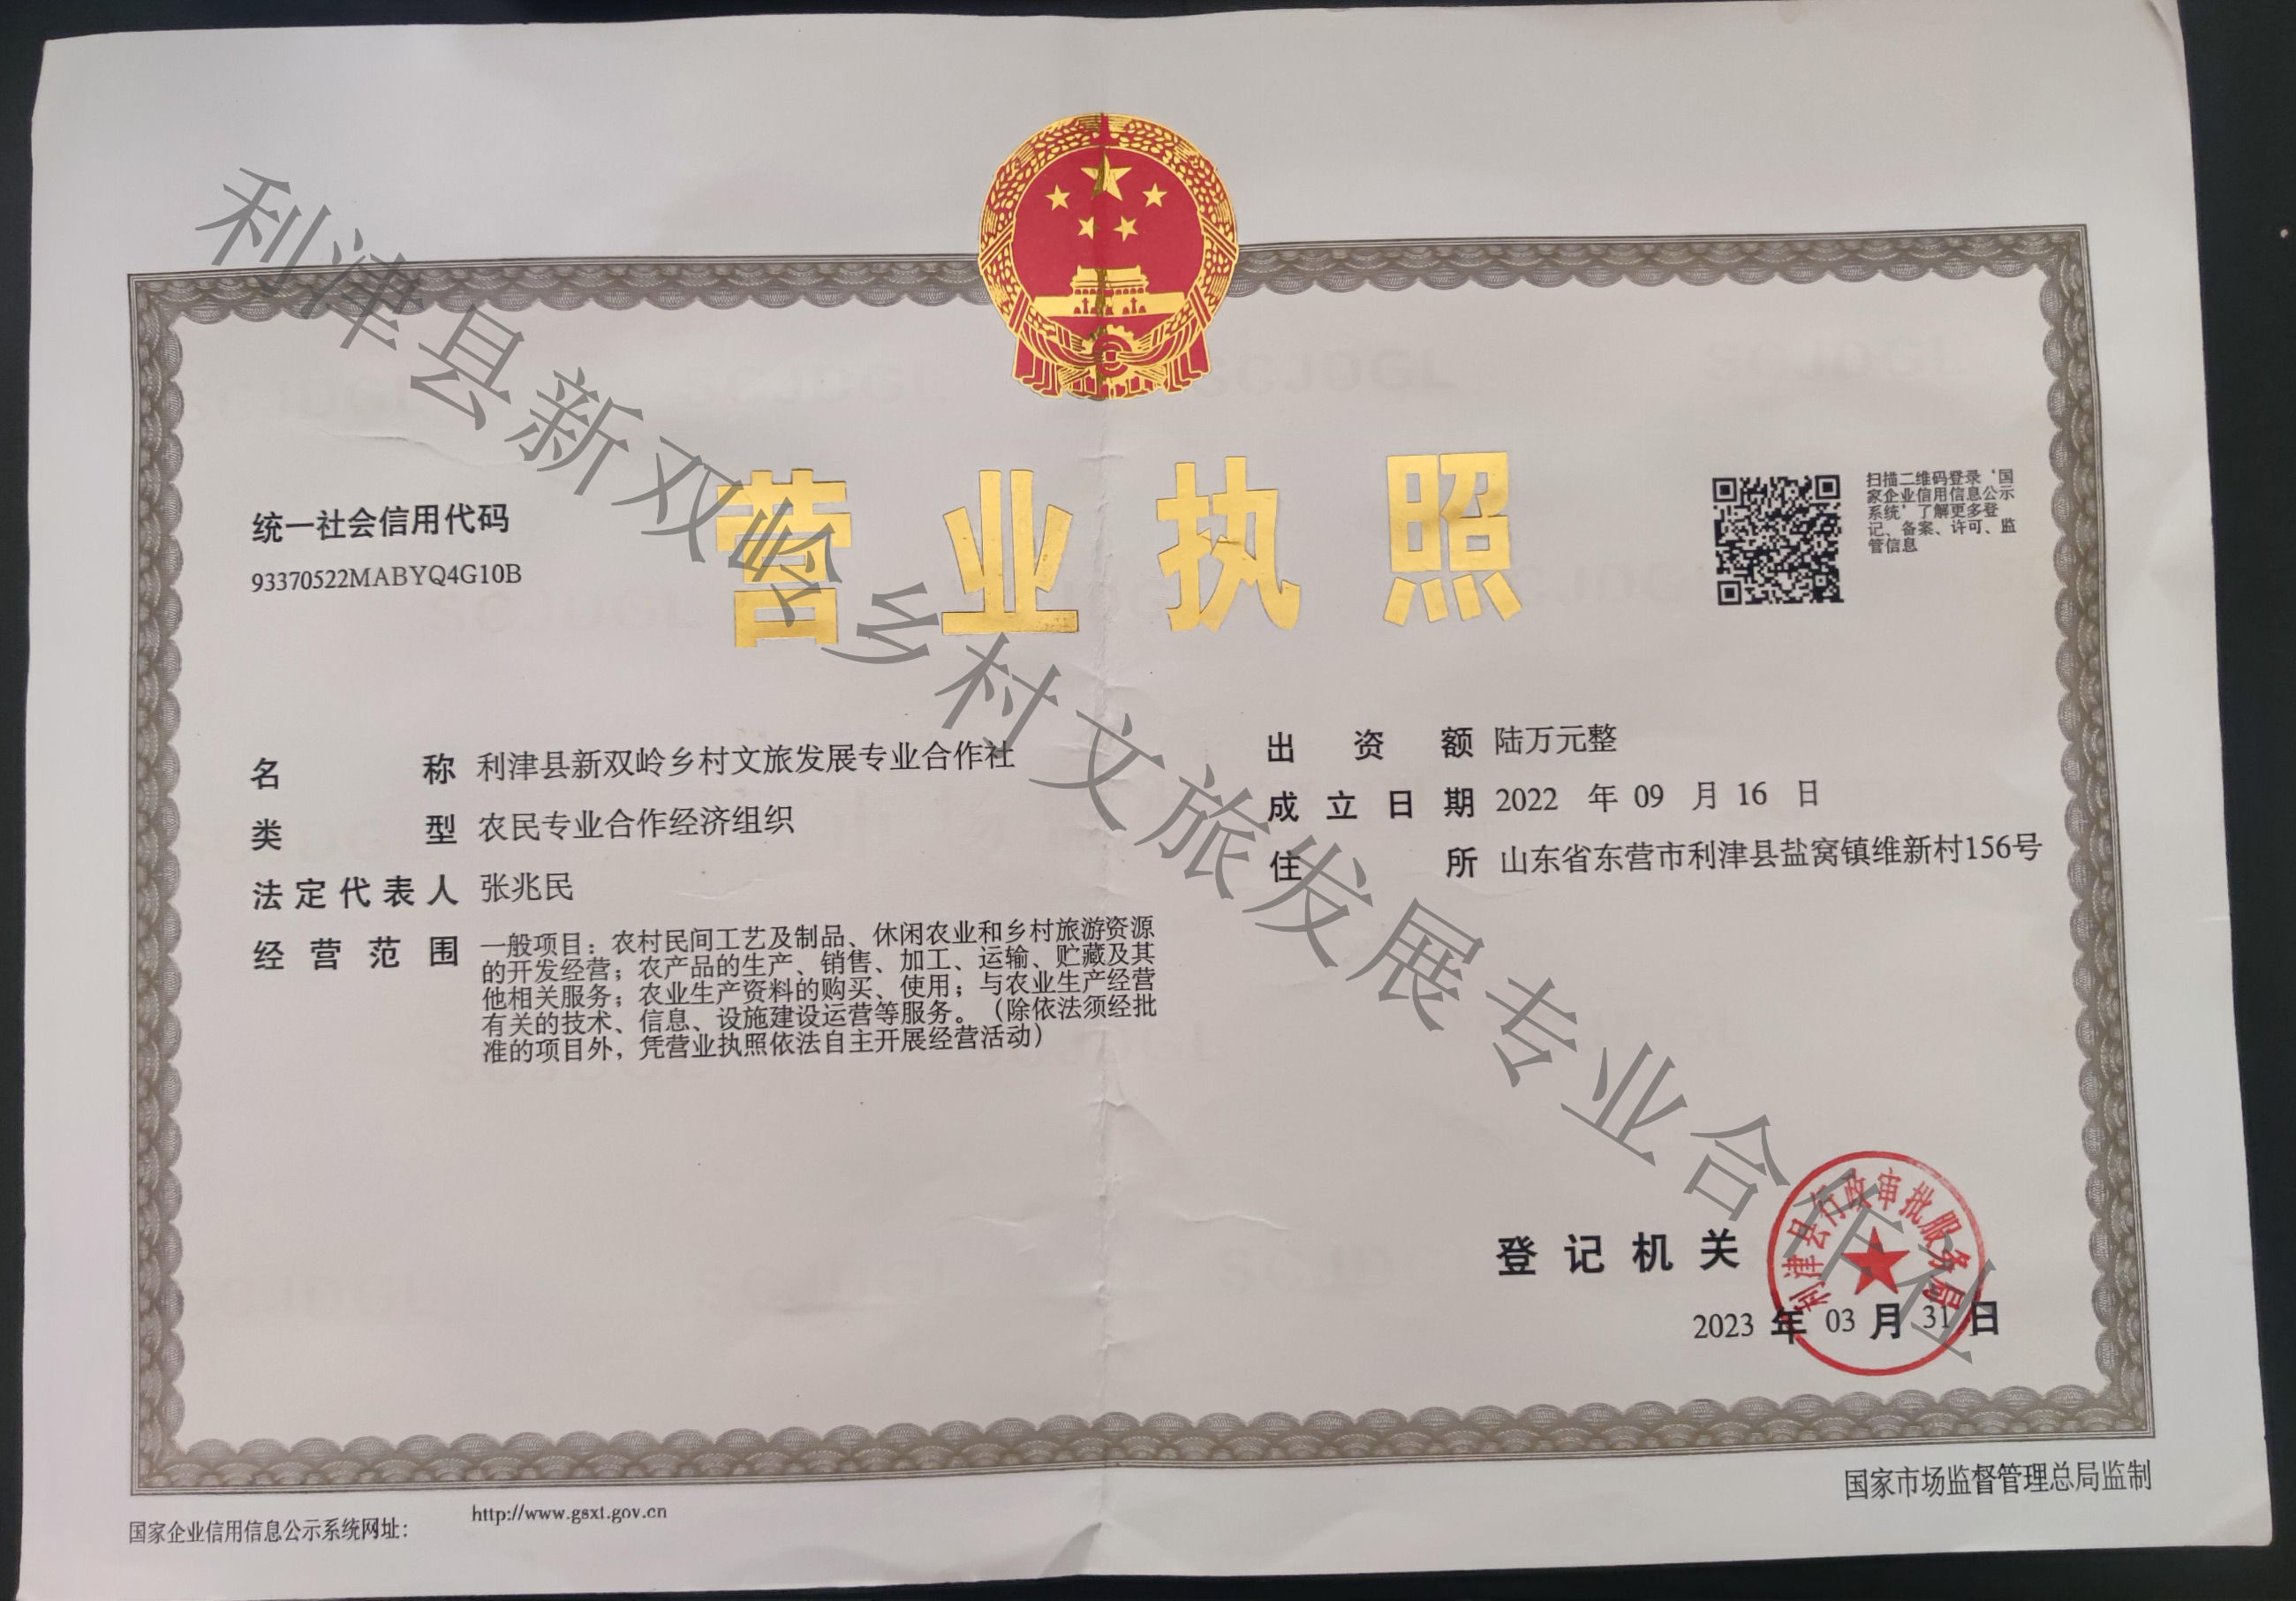 营业执照
统一社会信用代码
93370522MABYQ4G10B
扫描二维码登录‘国
家企业信用信息公示
系统’了解更多登
记、备案、许可、监
管信息
名称 利津县新双岭乡村文旅发展专业合作社
类型 农民专业合作经济组织
法定代表人 张兆民
经营范围 一般项目：农村民间工艺及制品、休闲农业和乡村旅游资源
的开发经营；农产品的生产、销售、加工、运输、贮藏及其
他相关服务；农业生产资料的购买、使用；与农业生产经营
有关的技术、信息、设施建设运营等服务。（除依法须经批
准的项目外，凭营业执照依法自主开展经营活动）
出资额 陆万元整
成立日期 2022 年 09 月 16 日
住所 山东省东营市利津县盐窝镇维新村156号
登记机关
利津县行政审批服务局
2023 年 03 月 31 日
国家企业信用信息公示系统网址：
http://www.gsxt.gov.cn
国家市场监督管理总局监制
利津县新双岭乡村文旅发展专业合作社